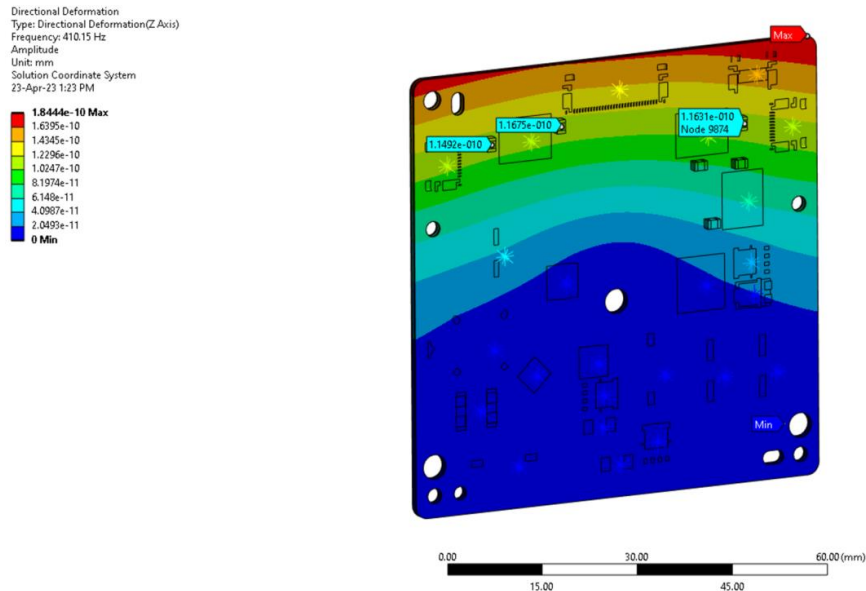 Directional Deformation
Type: Directional Deformation(Z Axis)
Frequency: 410.15 Hz
Amplitude
Unit: mm
Solution Coordinate System
23-Apr-23 1:23 PM
1.8444e-10 Max
1.6395e-10
1.4345e-10
1.2296e-10
1.0247e-10
8.1974e-11
6.148e-11
4.0987e-11
2.0493e-11
0 Min
Max
1.1492e-010
1.1675e-010
1.1631e-010
Node 9874
Min
0.00
30.00
60.00 (mm)
15.00
45.00